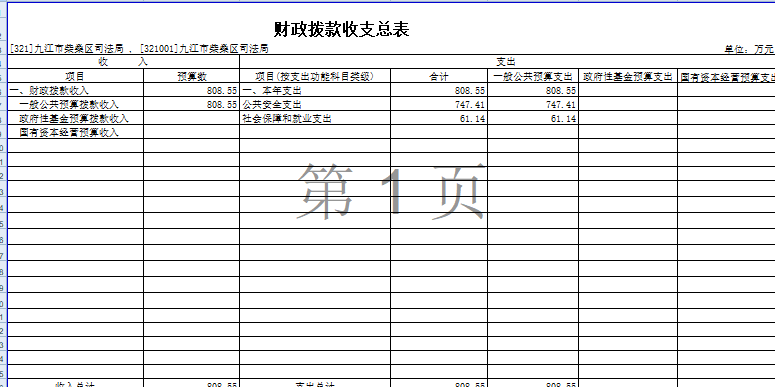 财政拨款收支总表
[321]九江市柴桑区司法局 , [321001]九江市柴桑区司法局 单位: 万元
收 入 支出
项目 预算数 项目(按支出功能科目类级) 合计 一般公共预算支出 政府性基金预算支出 国有资本经营预算支出
一、财政拨款收入 808.55 一、本年支出 808.55 808.55
一般公共预算拨款收入 808.55 公共安全支出 747.41 747.41
政府性基金预算拨款收入 社会保障和就业支出 61.14 61.14
国有资本经营预算收入
第 1 页
收入总计 808.55 支出总计 808.55 808.55